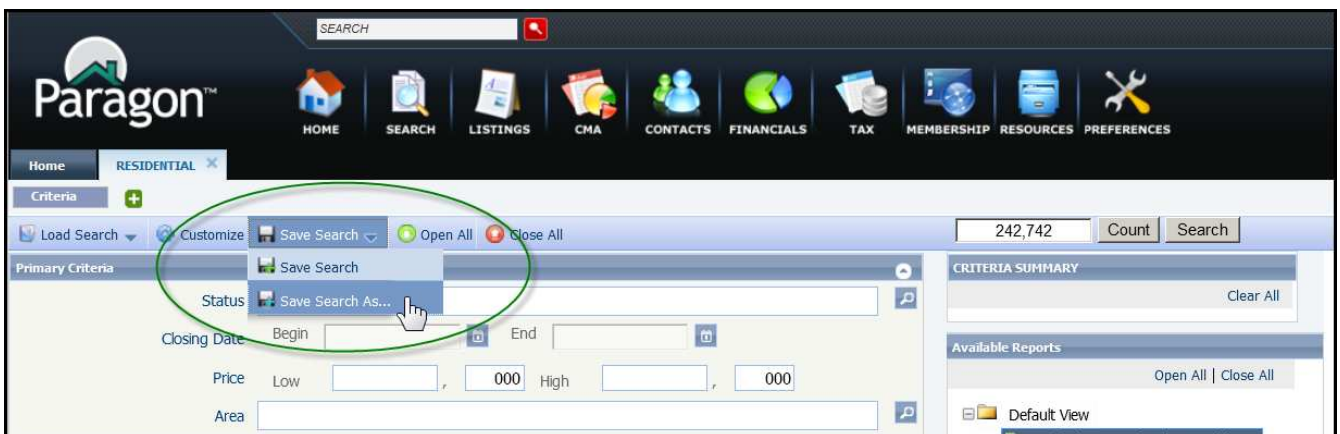 SEARCH
Paragon™
HOME SEARCH LISTINGS CMA CONTACTS FINANCIALS TAX MEMBERSHIP RESOURCES PREFERENCES
Home RESIDENTIAL
Criteria
Load Search Customize Save Search Open All Close All 242,742 Count Search
Primary Criteria Save Search CRITERIA SUMMARY
Status Save Search As... Clear All
Closing Date Begin End
Available Reports
Price Low , 000 High , 000 Open All | Close All
Area Default View